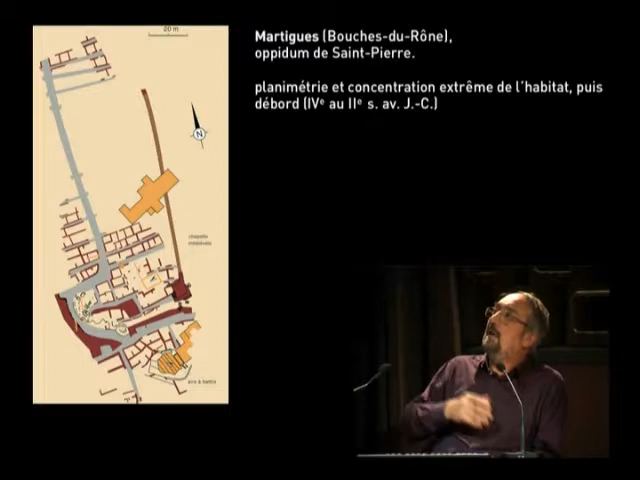 20 m
Martigues (Bouches-du-Rône),
oppidum de Saint-Pierre.
planimétrie et concentration extrême de l'habitat, puis
débord (IVᵉ au IIᵉ s. av. J.-C.)
N
chapelle
médiévale
aire à battre